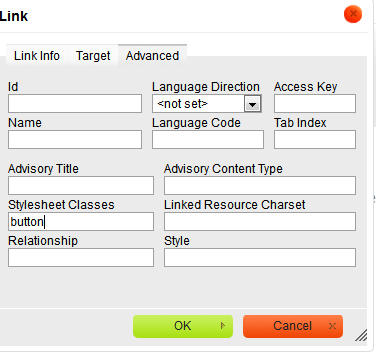 Link
Link Info Target Advanced
Id Language Direction Access Key
<not set>
Name Language Code Tab Index
Advisory Title Advisory Content Type
Stylesheet Classes Linked Resource Charset
button
Relationship Style
OK Cancel